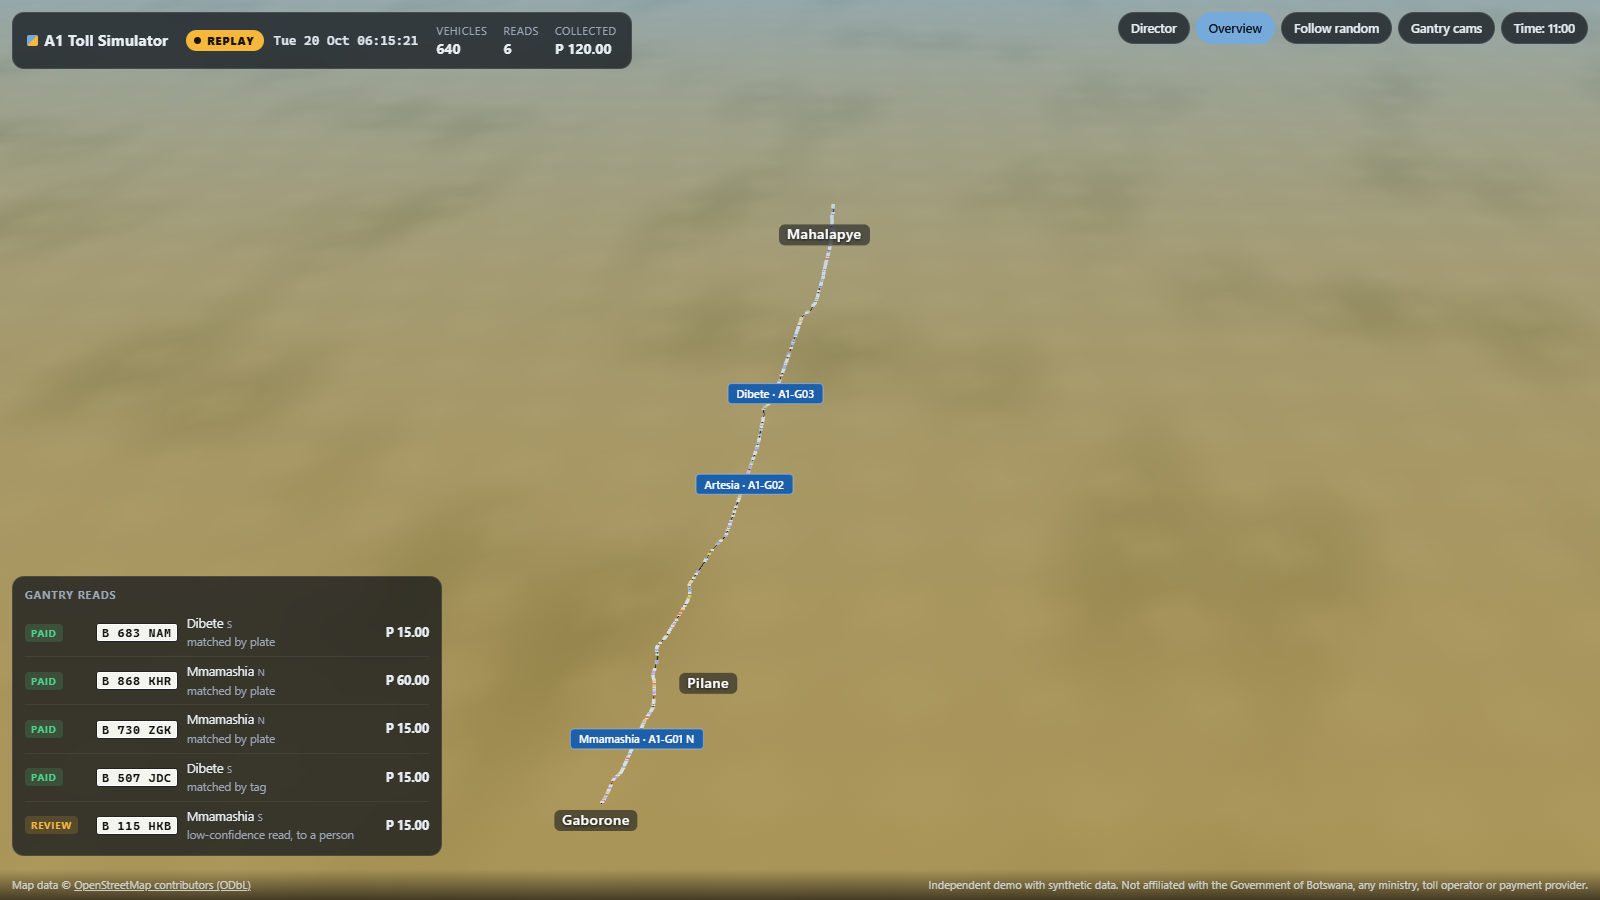 A1 Toll Simulator
REPLAY
Tue 20 Oct 06:15:21
VEHICLES
640
READS
6
COLLECTED
P 120.00
Director
Overview
Follow random
Gantry cams
Time: 11:00
Mahalapye
Dibete · A1-G03
Artesia · A1-G02
Pilane
Mmamashia · A1-G01 N
Gaborone
GANTRY READS
PAID B 683 NAM Dibete S P 15.00
matched by plate
PAID B 868 KHR Mmamashia N P 60.00
matched by plate
PAID B 730 ZGK Mmamashia N P 15.00
matched by plate
PAID B 507 JDC Dibete S P 15.00
matched by tag
REVIEW B 115 HKB Mmamashia S P 15.00
low-confidence read, to a person
Map data © OpenStreetMap contributors (ODbL)
Independent demo with synthetic data. Not affiliated with the Government of Botswana, any ministry, toll operator or payment provider.